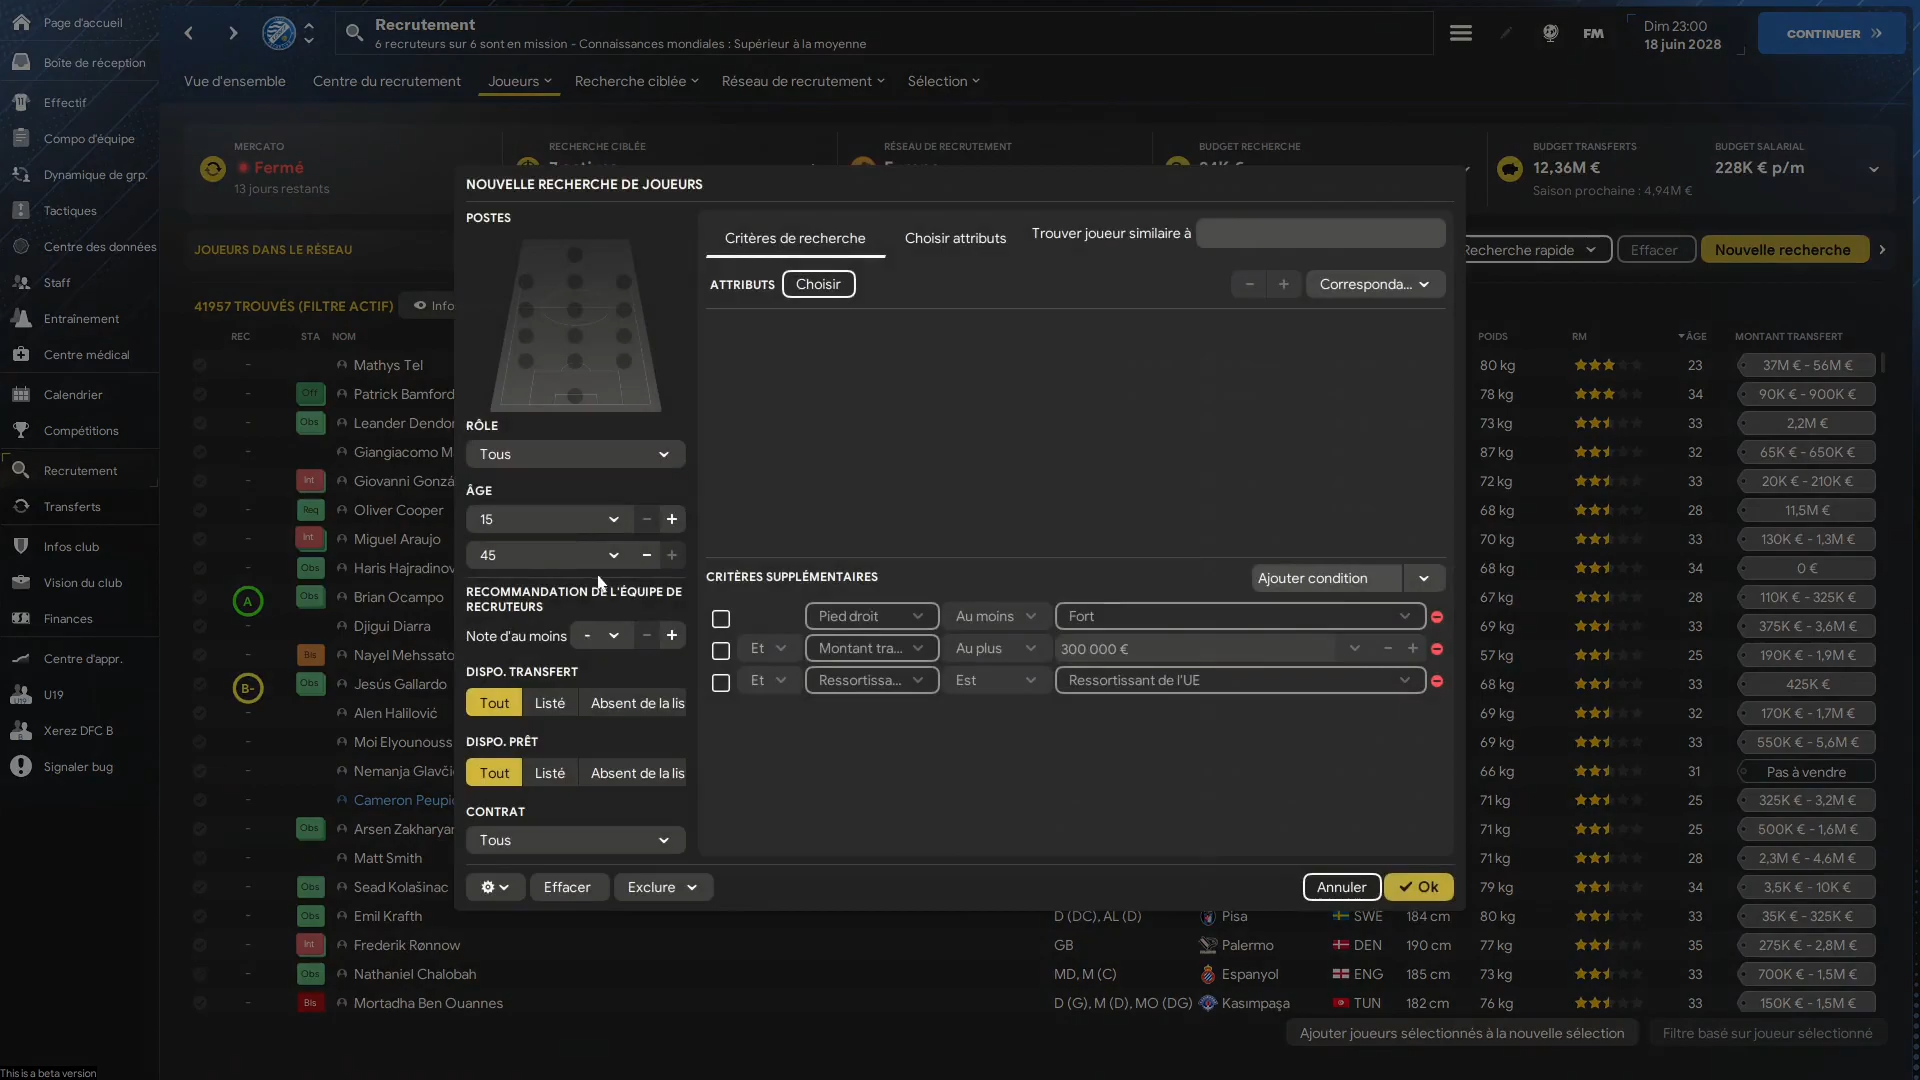 Page d'accueil
Boîte de réception
Effectif
Compo d'équipe
Dynamique de grp.
Tactiques
Centre des données
Staff
Entraînement
Centre médical
Calendrier
Compétitions
Recrutement
Transferts
Infos club
Vision du club
Finances
Centre d'appr.
U19
Xerez DFC B
Signaler bug
This is a beta version
Recrutement
6 recruteurs sur 6 sont en mission - Connaissances mondiales : Supérieur à la moyenne
FM
Dim 23:00
18 juin 2028
CONTINUER
Vue d'ensemble Centre du recrutement Joueurs Recherche ciblée Réseau de recrutement Sélection
MERCATO
Fermé
13 jours restants
RECHERCHE CIBLÉE
RÉSEAU DE RECRUTEMENT
BUDGET RECHERCHE
BUDGET TRANSFERTS
12,36M €
Saison prochaine : 4,94M €
BUDGET SALARIAL
228K € p/m
JOUEURS DANS LE RÉSEAU
Recherche rapide Effacer Nouvelle recherche
41957 TROUVÉS (FILTRE ACTIF) Info
REC STA NOM POIDS RM ÂGE MONTANT TRANSFERT
- Mathys Tel 80 kg 23 37M € - 56M €
- Off Patrick Bamford 78 kg 34 90K € - 900K €
- Obs Leander Dendon 73 kg 33 2,2M €
- Giangiacomo M 87 kg 32 65K € - 650K €
- Int Giovanni Gonzá 72 kg 33 20K € - 210K €
- Req Oliver Cooper 68 kg 28 11,5M €
- Int Miguel Araujo 70 kg 33 130K € - 1,3M €
- Obs Haris Hajradinov 68 kg 34 0 €
A Obs Brian Ocampo 67 kg 28 110K € - 325K €
- Djigui Diarra 69 kg 33 375K € - 3,6M €
- Bls Nayel Mehssato 57 kg 25 190K € - 1,9M €
B- Obs Jesús Gallardo 68 kg 33 425K €
- Alen Halilović 69 kg 32 170K € - 1,7M €
- Moi Elyounouss 69 kg 33 550K € - 5,6M €
- Nemanja Glavči 66 kg 31 Pas à vendre
- Cameron Peupio 71 kg 25 325K € - 3,2M €
- Obs Arsen Zakharyan 71 kg 25 500K € - 1,6M €
- Matt Smith 71 kg 28 2,3M € - 4,6M €
- Obs Sead Kolašinac 79 kg 34 3,5K € - 10K €
- Obs Emil Krafth D (DC), AL (D) Pisa SWE 184 cm 80 kg 33 35K € - 325K €
- Int Frederik Rønnow GB Palermo DEN 190 cm 77 kg 35 275K € - 2,8M €
- Obs Nathaniel Chalobah MD, M (C) Espanyol ENG 185 cm 73 kg 33 700K € - 1,5M €
- Bls Mortadha Ben Ouannes D (G), M (D), MO (DG) Kasımpaşa TUN 182 cm 76 kg 33 150K € - 1,5M €
Ajouter joueurs sélectionnés à la nouvelle sélection Filtre basé sur joueur sélectionné
NOUVELLE RECHERCHE DE JOUEURS
POSTES
RÔLE
Tous
ÂGE
15 − +
45 − +
RECOMMANDATION DE L'ÉQUIPE DE
RECRUTEURS
Note d'au moins - − +
DISPO. TRANSFERT
Tout Listé Absent de la lis
DISPO. PRÊT
Tout Listé Absent de la lis
CONTRAT
Tous
Critères de recherche Choisir attributs Trouver joueur similaire à
ATTRIBUTS Choisir − + Corresponda...
CRITÈRES SUPPLÉMENTAIRES Ajouter condition
Pied droit Au moins Fort
Et Montant tra... Au plus 300 000 € − +
Et Ressortissa... Est Ressortissant de l'UE
Effacer Exclure Annuler Ok